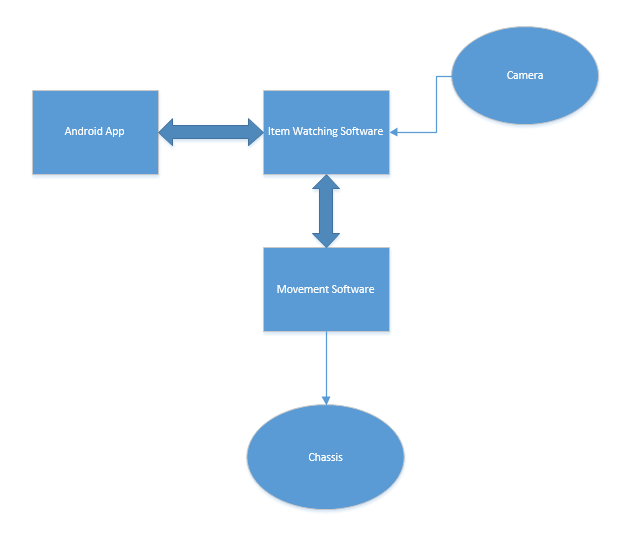 Camera
Android App
Item Watching Software
Movement Software
Chassis